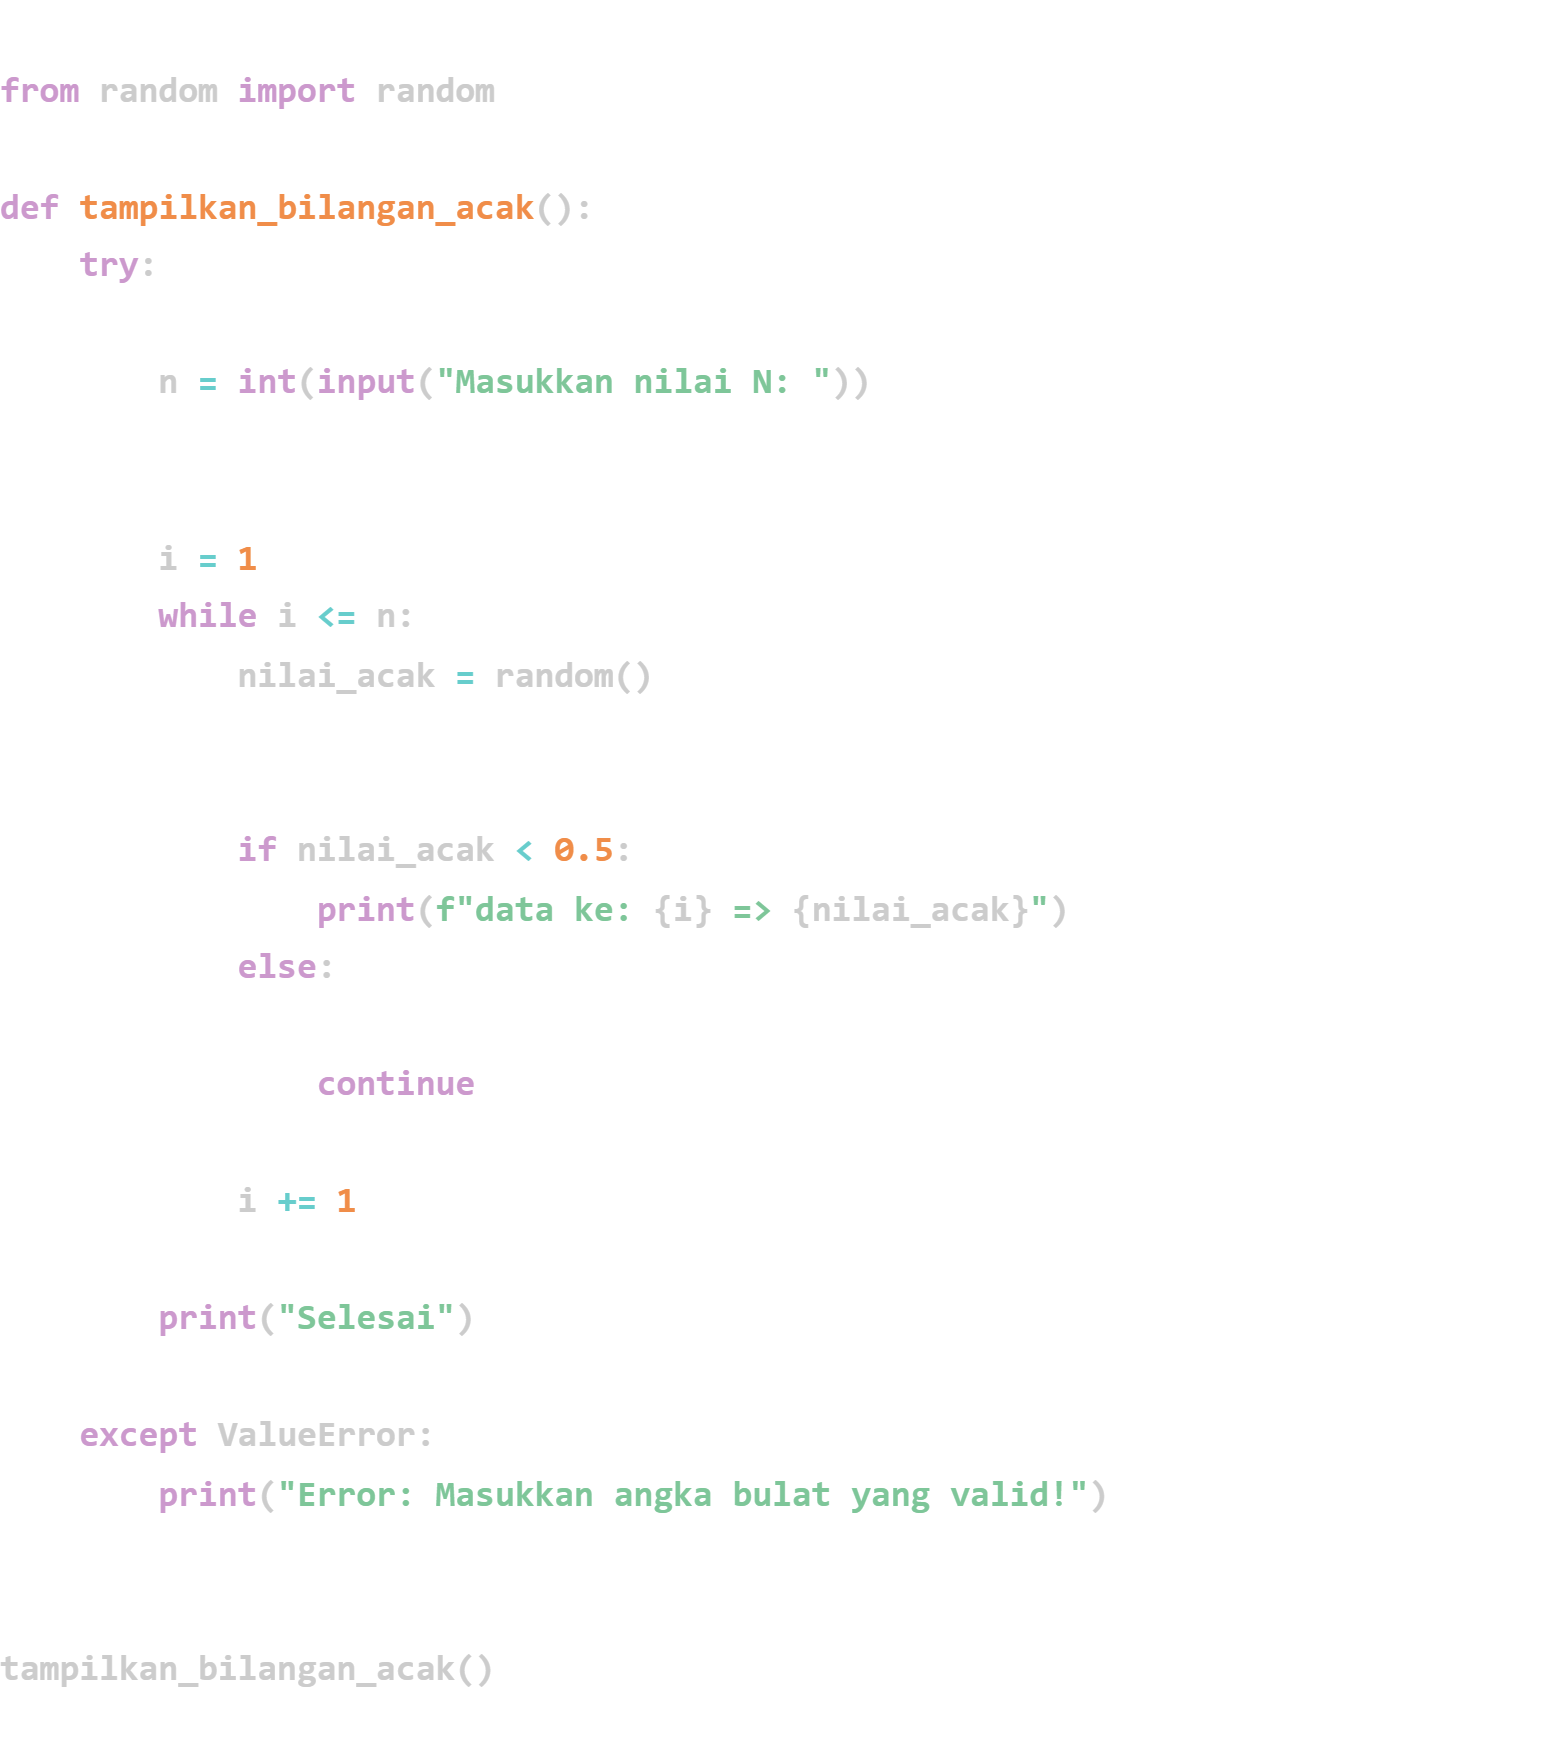 from random import random
def tampilkan_bilangan_acak():
    try:
        n = int(input("Masukkan nilai N: "))
        i = 1
        while i <= n:
            nilai_acak = random()
            if nilai_acak < 0.5:
                print(f"data ke: {i} => {nilai_acak}")
            else:
                continue
            i += 1
        print("Selesai")
    except ValueError:
        print("Error: Masukkan angka bulat yang valid!")
tampilkan_bilangan_acak()